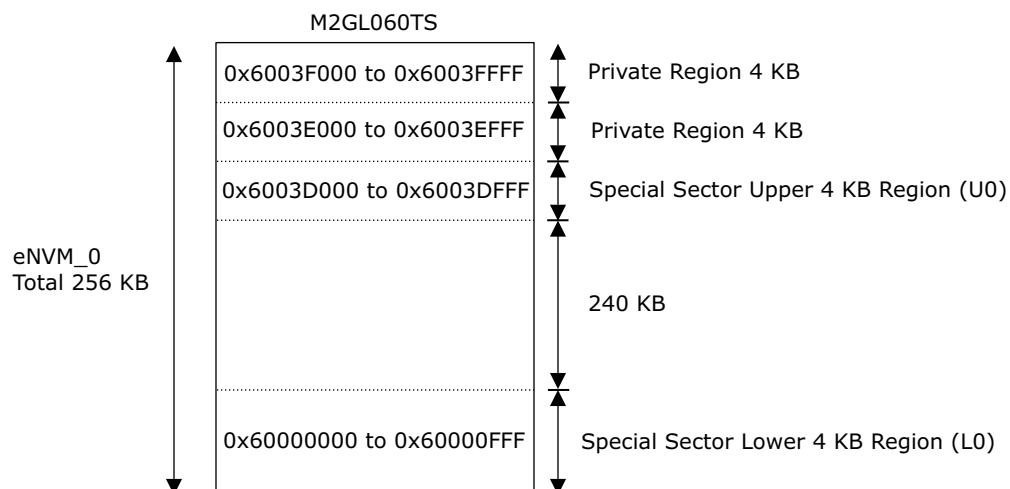 M2GL060TS
0x6003F000 to 0x6003FFFF
Private Region 4 KB
0x6003E000 to 0x6003EFFF
Private Region 4 KB
0x6003D000 to 0x6003DFFF
Special Sector Upper 4 KB Region (U0)
eNVM_0
Total 256 KB
240 KB
0x60000000 to 0x60000FFF
Special Sector Lower 4 KB Region (L0)